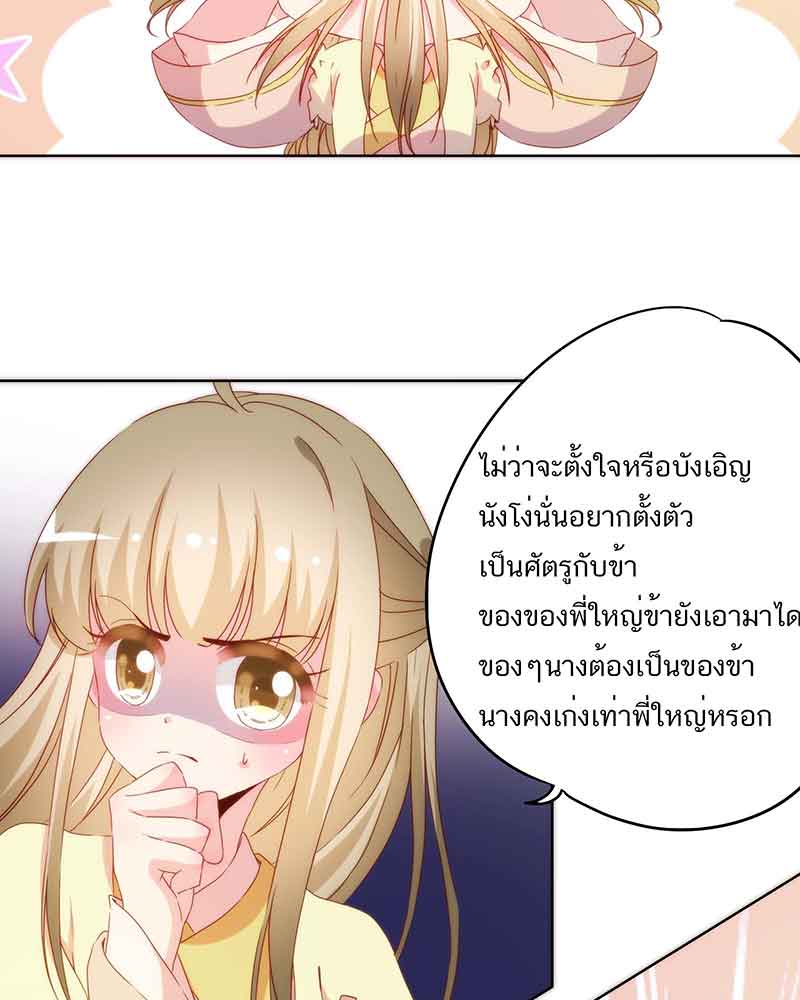 ไม่ว่าจะตั้งใจหรือบังเอิญ
นังโง่นั่นอยากตั้งตัว
เป็นศัตรูกับข้า
ของของพี่ใหญ่ข้ายังเอามาได
ของๆนางต้องเป็นของข้า
นางคงเก่งเท่าพี่ใหญ่หรอก